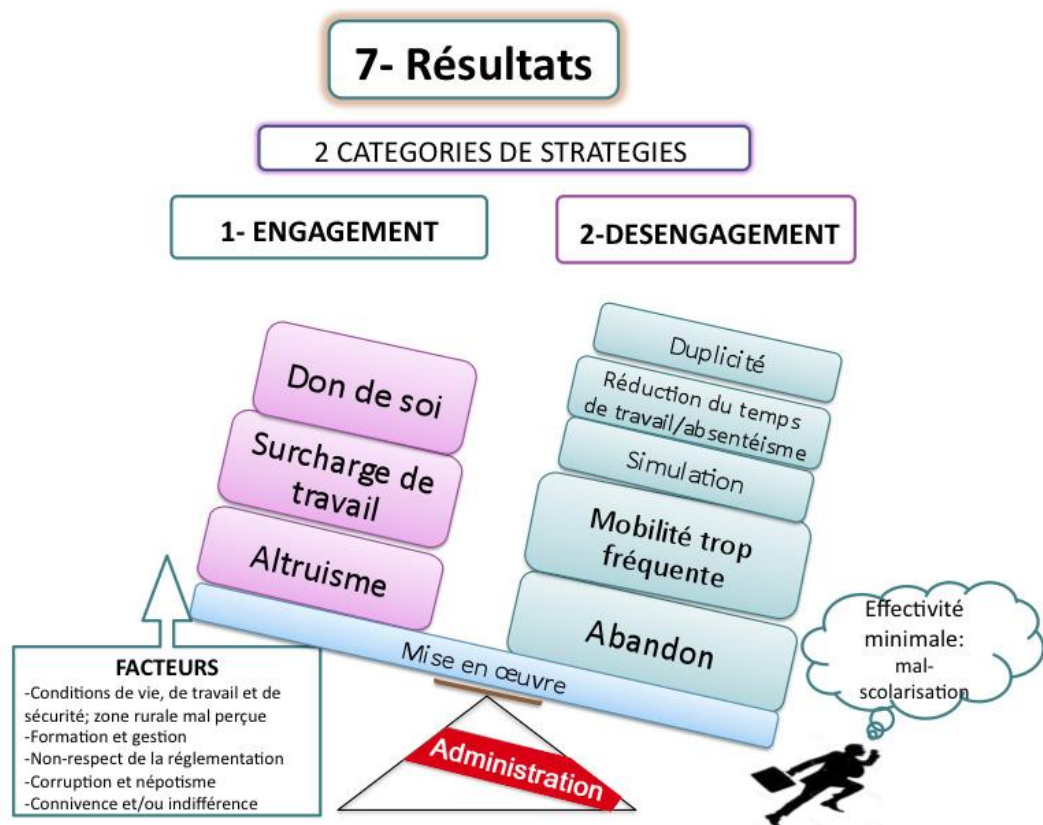 7- Résultats
2 CATEGORIES DE STRATEGIES
1- ENGAGEMENT
2-DESENGAGEMENT
Don de soi
Surcharge de
travail
Altruisme
Duplicité
Réduction du temps
de travail/absentéisme
Simulation
Mobilité trop
fréquente
Abandon
Mise en œuvre
Administration
FACTEURS
-Conditions de vie, de travail et de
sécurité; zone rurale mal perçue
-Formation et gestion
-Non-respect de la réglementation
-Corruption et népotisme
-Connivence et/ou indifférence
Effectivité
minimale:
mal-
scolarisation